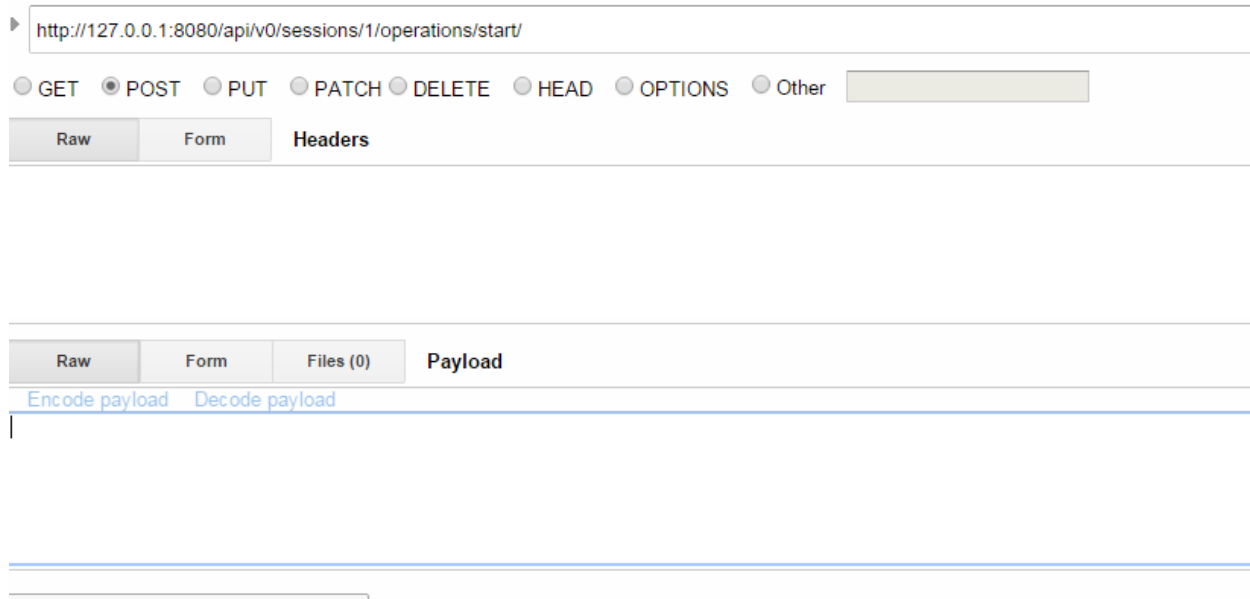 http://127.0.0.1:8080/api/v0/sessions/1/operations/start/
GET POST PUT PATCH DELETE HEAD OPTIONS Other
Raw Form Headers
Raw Form Files (0) Payload
Encode payload Decode payload